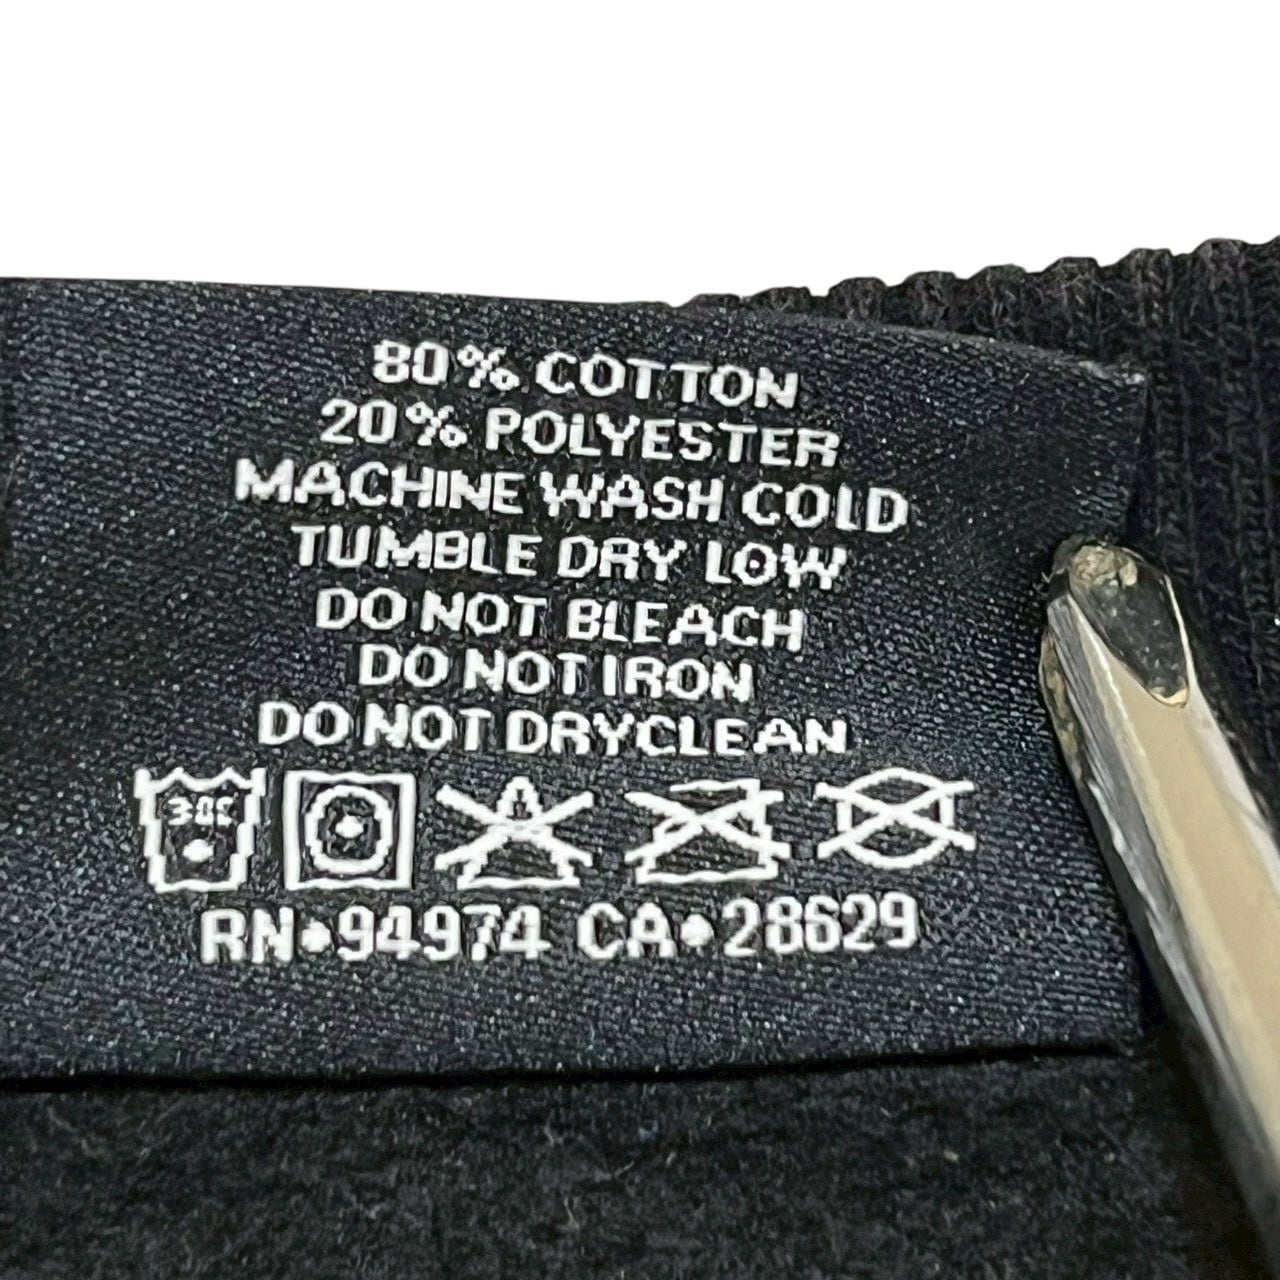 80% COTTON
20% POLYESTER
MACHINE WASH COLD
TUMBLE DRY LOW
DO NOT BLEACH
DO NOT IRON
DO NOT DRYCLEAN
RN•94974 CA•28629